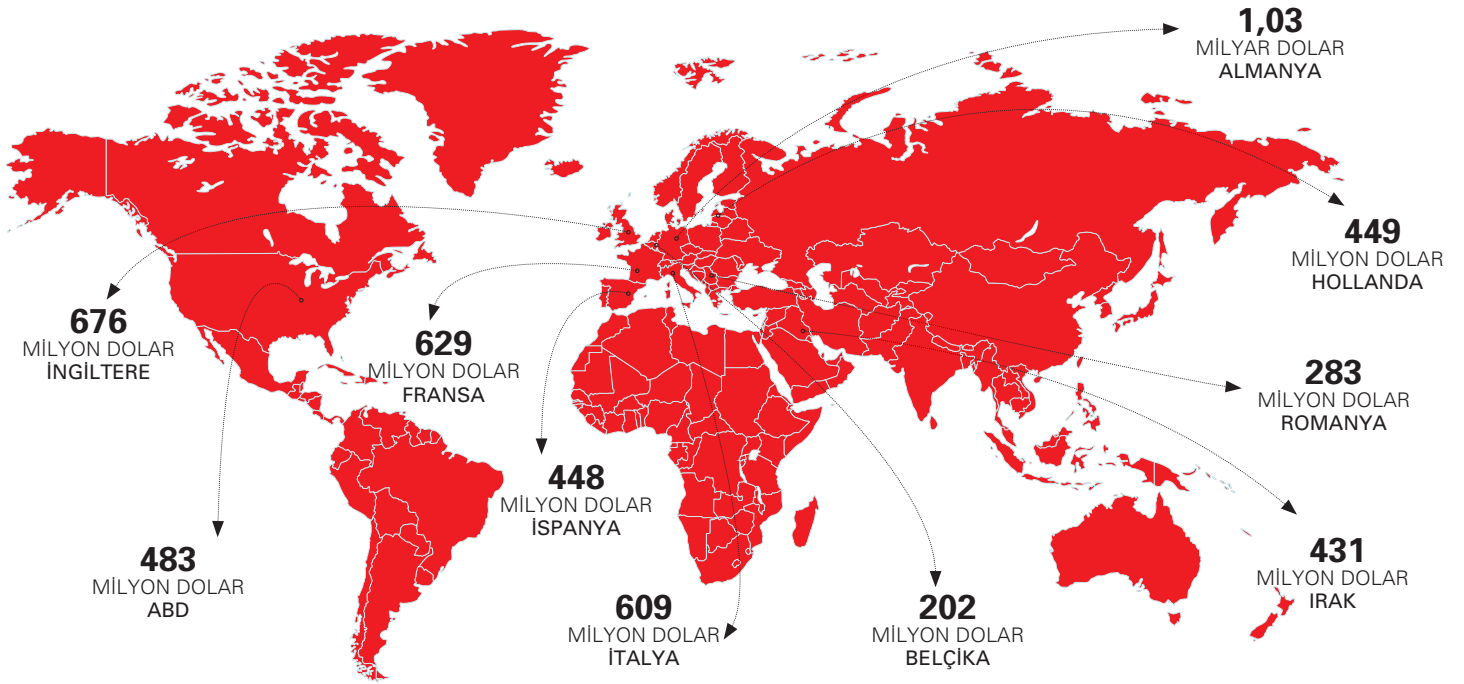 1,03
MİLYAR DOLAR
ALMANYA
449
MİLYON DOLAR
HOLLANDA
676
MİLYON DOLAR
İNGİLTERE
629
MİLYON DOLAR
FRANSA
283
MİLYON DOLAR
ROMANYA
448
MİLYON DOLAR
İSPANYA
483
MİLYON DOLAR
ABD
609
MİLYON DOLAR
İTALYA
202
MİLYON DOLAR
BELÇİKA
431
MİLYON DOLAR
IRAK